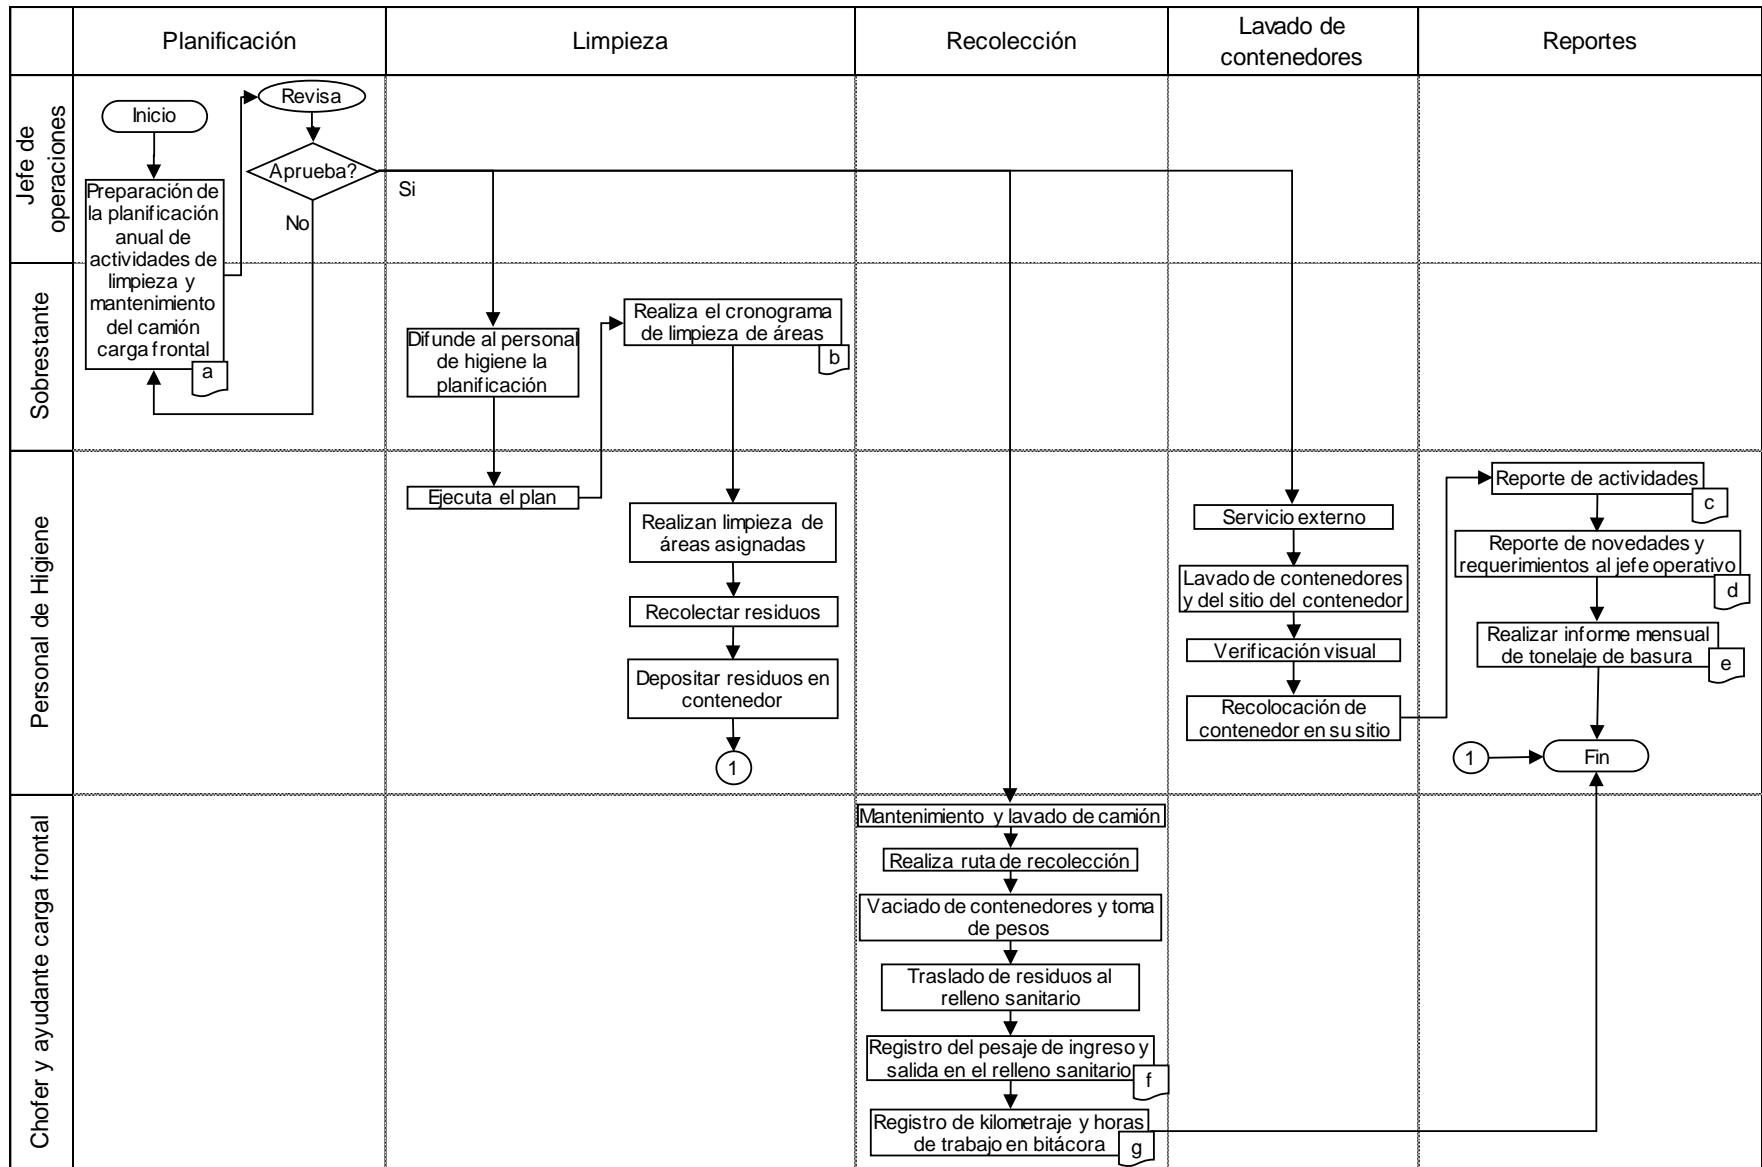 Planificación
Limpieza
Recolección
Lavado de
contenedores
Reportes
Jefe de
operaciones
Inicio
Revisa
Aprueba?
Si
No
Preparación de
la planificación
anual de
actividades de
limpieza y
mantenimiento
del camión
carga frontal
a
Sobrestante
Difunde al personal
de higiene la
planificación
Realiza el cronograma
de limpieza de áreas
b
Personal de Higiene
Ejecuta el plan
Realizan limpieza de
áreas asignadas
Recolectar residuos
Depositar residuos en
contenedor
1
Servicio externo
Lavado de contenedores
y del sitio del contenedor
Verificación visual
Recolocación de
contenedor en su sitio
Reporte de actividades
c
Reporte de novedades y
requerimientos al jefe operativo
d
Realizar informe mensual
de tonelaje de basura
e
1
Fin
Chofer y ayudante carga frontal
Mantenimiento y lavado de camión
Realiza ruta de recolección
Vaciado de contenedores y toma
de pesos
Traslado de residuos al
relleno sanitario
Registro del pesaje de ingreso y
salida en el relleno sanitario
f
Registro de kilometraje y horas
de trabajo en bitácora
g